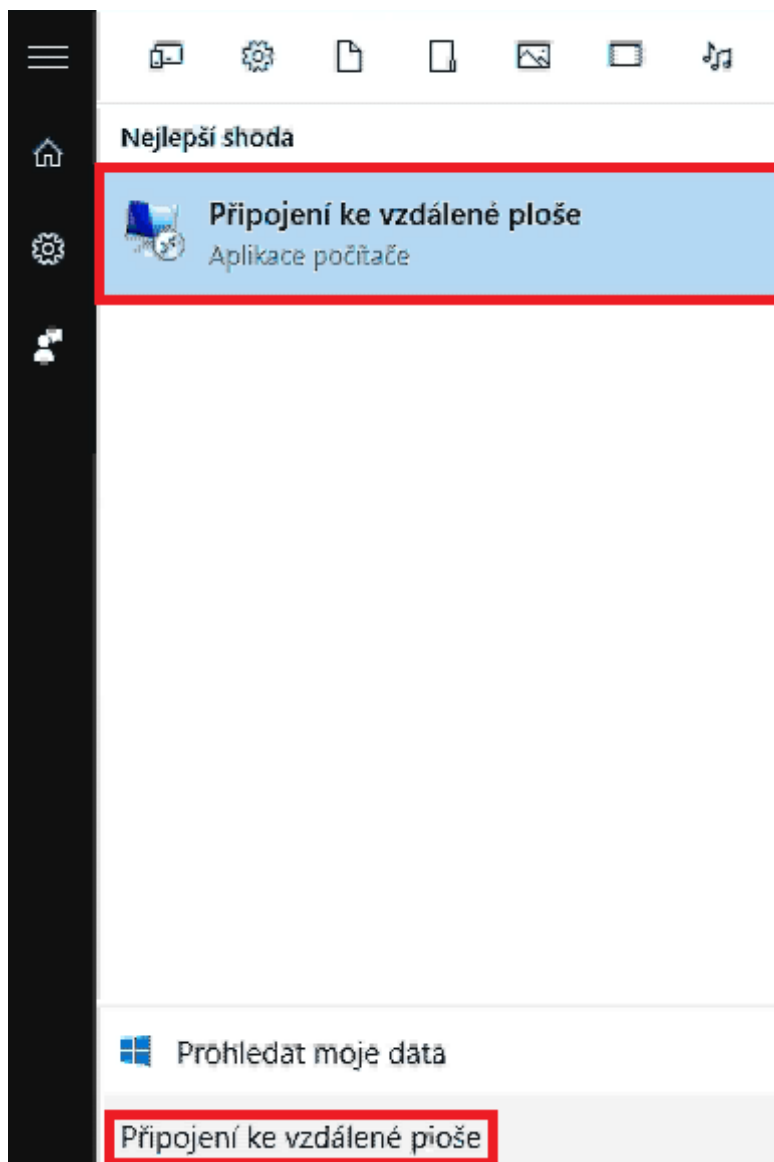 Nejlepší shoda
Připojení ke vzdálené ploše
Aplikace počítače
Prohledat moje data
Připojení ke vzdálené ploše